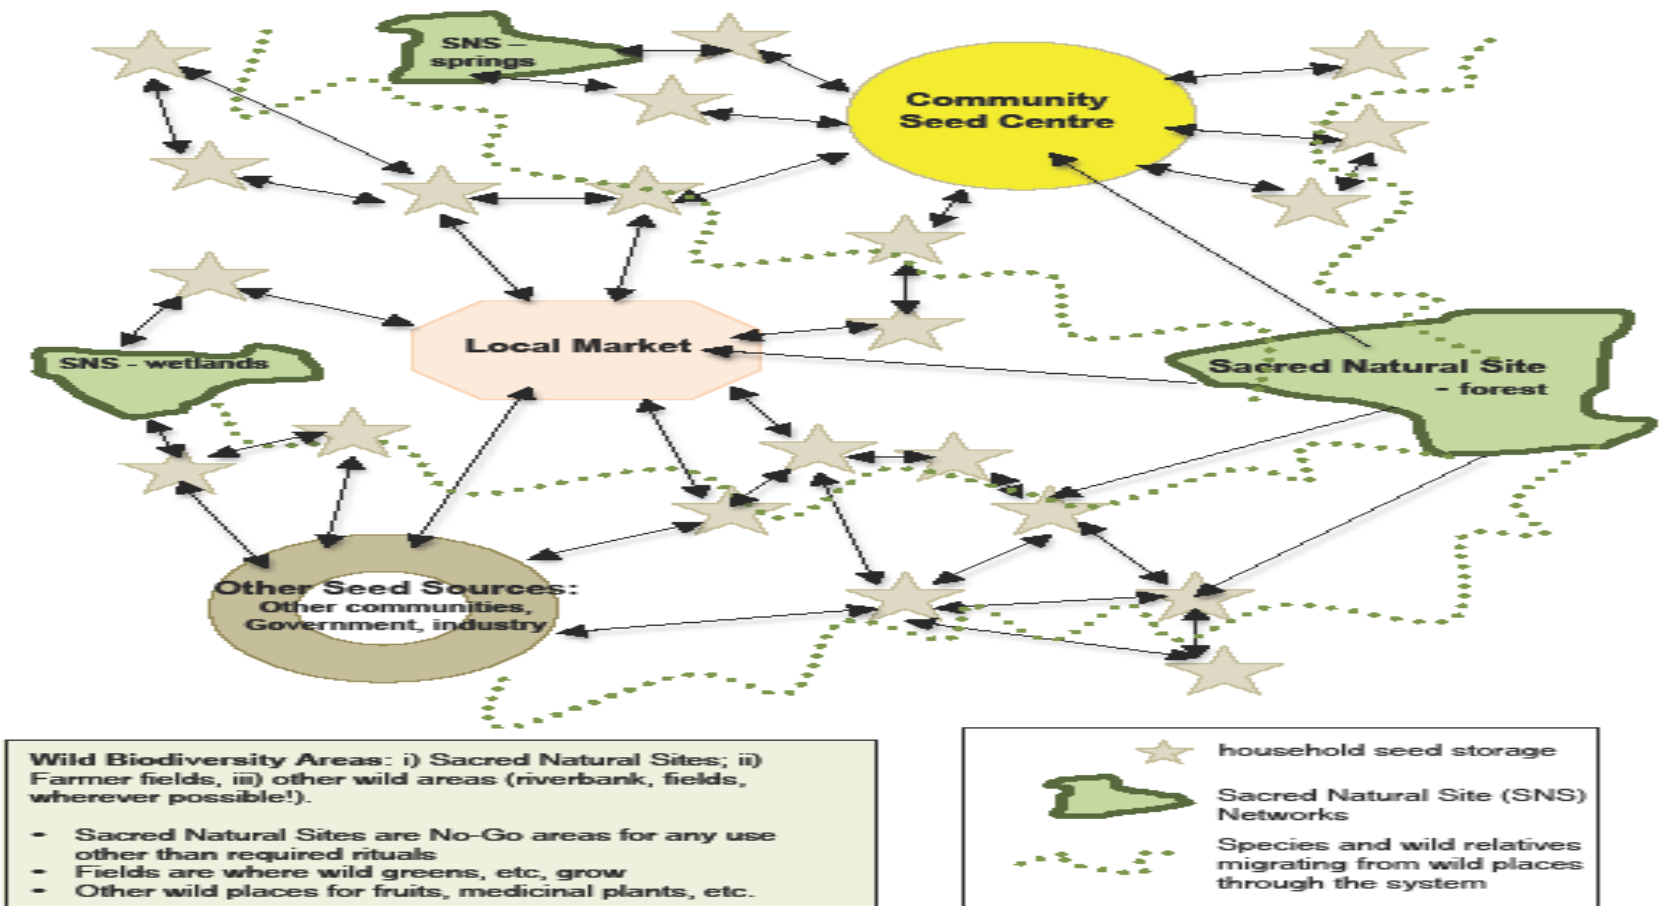 SNS –
springs
Community
Seed Centre
Local Market
SNS - wetlands
Sacred Natural Site
- forest
Other Seed Sources:
Other communities,
Government, industry
Wild Biodiversity Areas: i) Sacred Natural Sites; ii)
Farmer fields, iii) other wild areas (riverbank, fields,
wherever possible!).
• Sacred Natural Sites are No-Go areas for any use
other than required rituals
• Fields are where wild greens, etc, grow
• Other wild places for fruits, medicinal plants, etc.
household seed storage
Sacred Natural Site (SNS)
Networks
Species and wild relatives
migrating from wild places
through the system